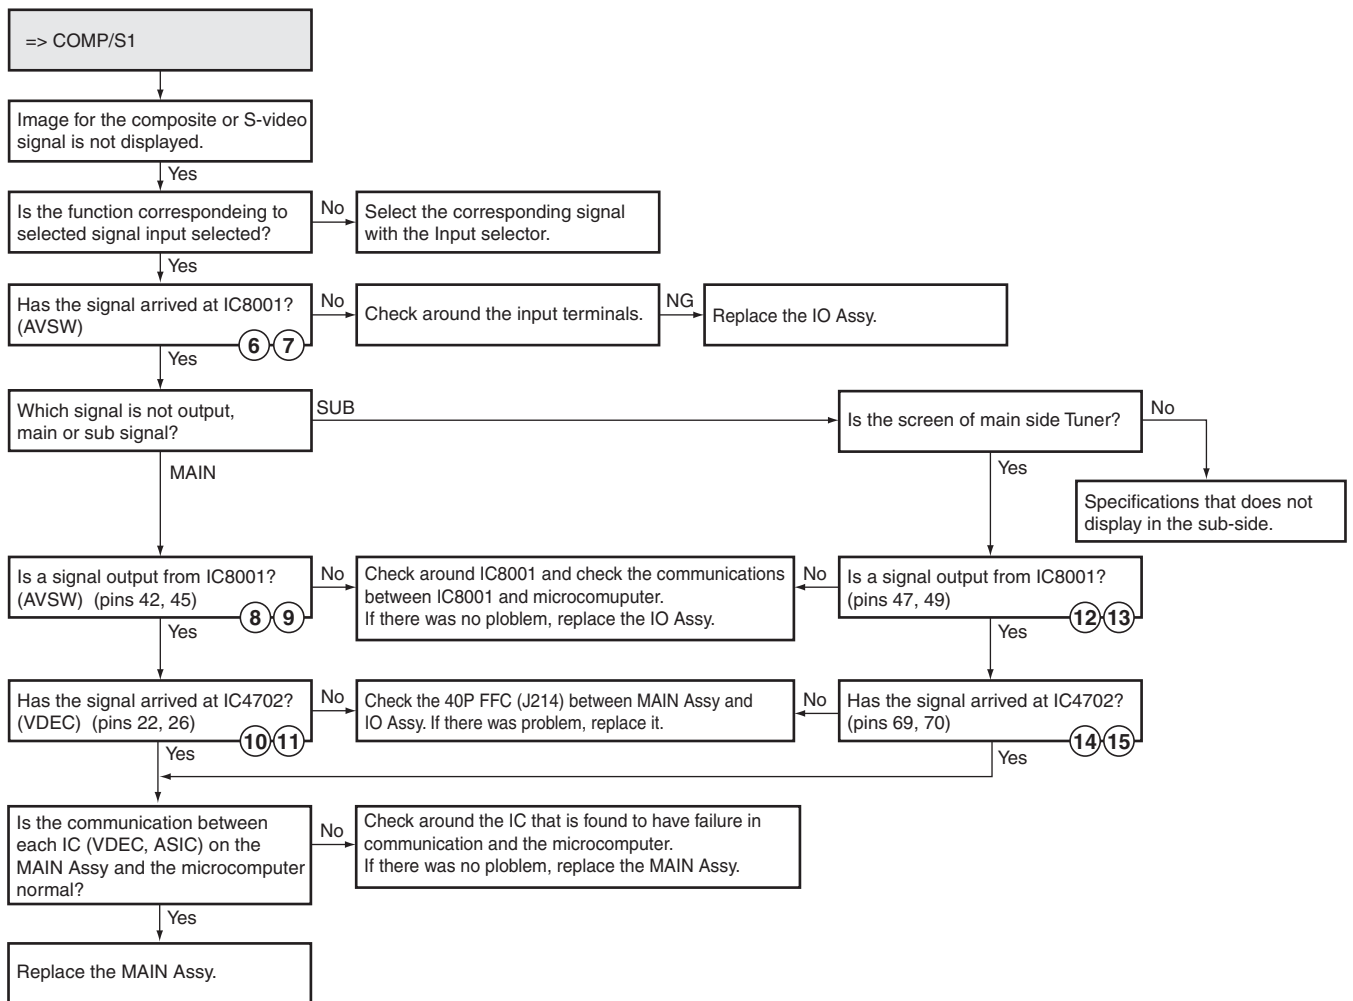 => COMP/S1
Image for the composite or S-video
signal is not displayed.
Yes
Is the function correspondeing to
selected signal input selected?
No
Select the corresponding signal
with the Input selector.
Yes
Has the signal arrived at IC8001?
(AVSW)
6 7
No
Check around the input terminals.
NG
Replace the IO Assy.
Yes
Which signal is not output,
main or sub signal?
SUB
Is the screen of main side Tuner?
No
Specifications that does not
display in the sub-side.
MAIN
Yes
Is a signal output from IC8001?
(AVSW) (pins 42, 45)
8 9
No
Check around IC8001 and check the communications
between IC8001 and microcomuputer.
If there was no ploblem, replace the IO Assy.
No
Is a signal output from IC8001?
(pins 47, 49)
12 13
Yes
Yes
Has the signal arrived at IC4702?
(VDEC) (pins 22, 26)
10 11
No
Check the 40P FFC (J214) between MAIN Assy and
IO Assy. If there was problem, replace it.
No
Has the signal arrived at IC4702?
(pins 69, 70)
14 15
Yes
Yes
Is the communication between
each IC (VDEC, ASIC) on the
MAIN Assy and the microcomputer
normal?
No
Check around the IC that is found to have failure in
communication and the microcomputer.
If there was no ploblem, replace the MAIN Assy.
Yes
Replace the MAIN Assy.